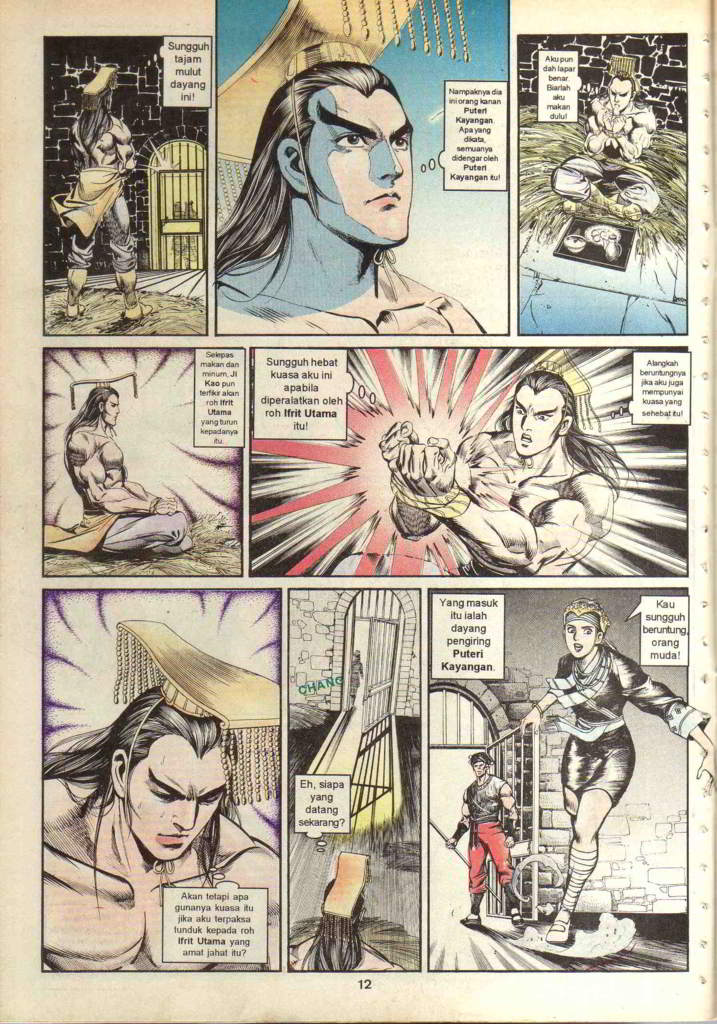 Sungguh
tajam
mulut
dayang
ini!
Nampaknya dia
ini orang kanan
Puteri
Kayangan.
Apa yang
dikata,
semuanya
didengar oleh
Puteri
Kayangan itu!
Aku pun
dah lapar
benar.
Biarlah
aku
makan
dulu!
Selepas
makan dan
minum, Ji
Kao pun
terfikir akan
roh Ifrit
Utama
yang turun
kepadanya
itu.
Sungguh hebat
kuasa aku ini
apabila
diperalatkan oleh
roh Ifrit Utama
itu!
Alangkah
beruntungnya
jika aku juga
mempunyai
kuasa yang
sehebat itu!
Akan tetapi apa
gunanya kuasa itu
jika aku terpaksa
tunduk kepada roh
Ifrit Utama yang
amat jahat itu?
CHANG
Eh, siapa
yang
datang
sekarang?
Yang masuk
itu ialah
dayang
pengiring
Puteri
Kayangan.
Kau
sungguh
beruntung,
orang
muda!
12